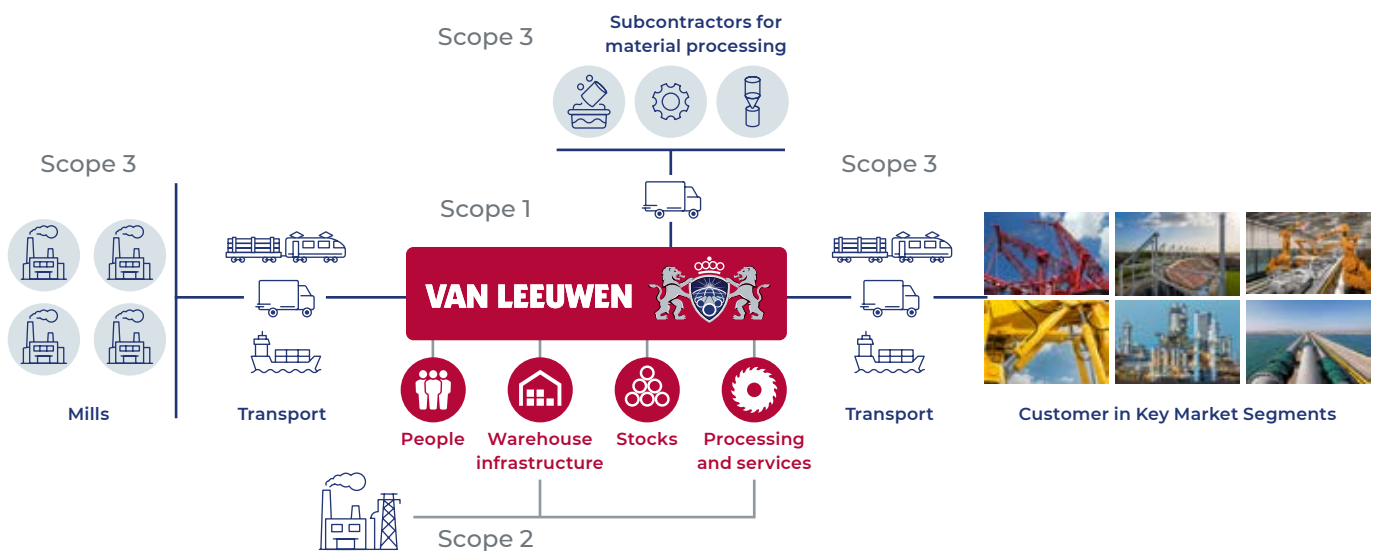 Scope 3
Subcontractors for
material processing
Scope 3
Scope 3
Scope 1
VAN LEEUWEN
Mills
Transport
People
Warehouse
infrastructure
Stocks
Processing
and services
Transport
Customer in Key Market Segments
Scope 2